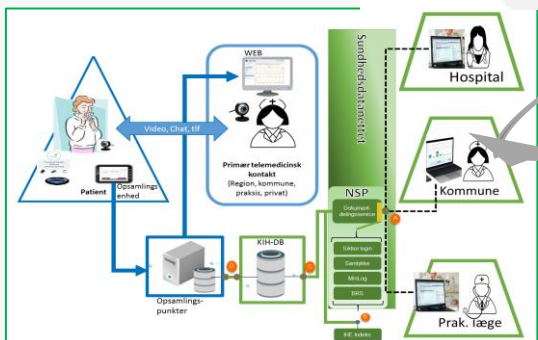 WEB
Video, Chat, tlf
Primær telemedicinsk
kontakt
(Region, kommune,
praksis, privat)
Patient
Opsamlings
enhed
Opsamlings-
punkter
KIH-DB
Sundhedsdatanettet
NSP
Dokument
delingsservice
Sikker login
Samtykke
MinLog
BRS
IHE Indeks
Hospital
Kommune
Prak. læge